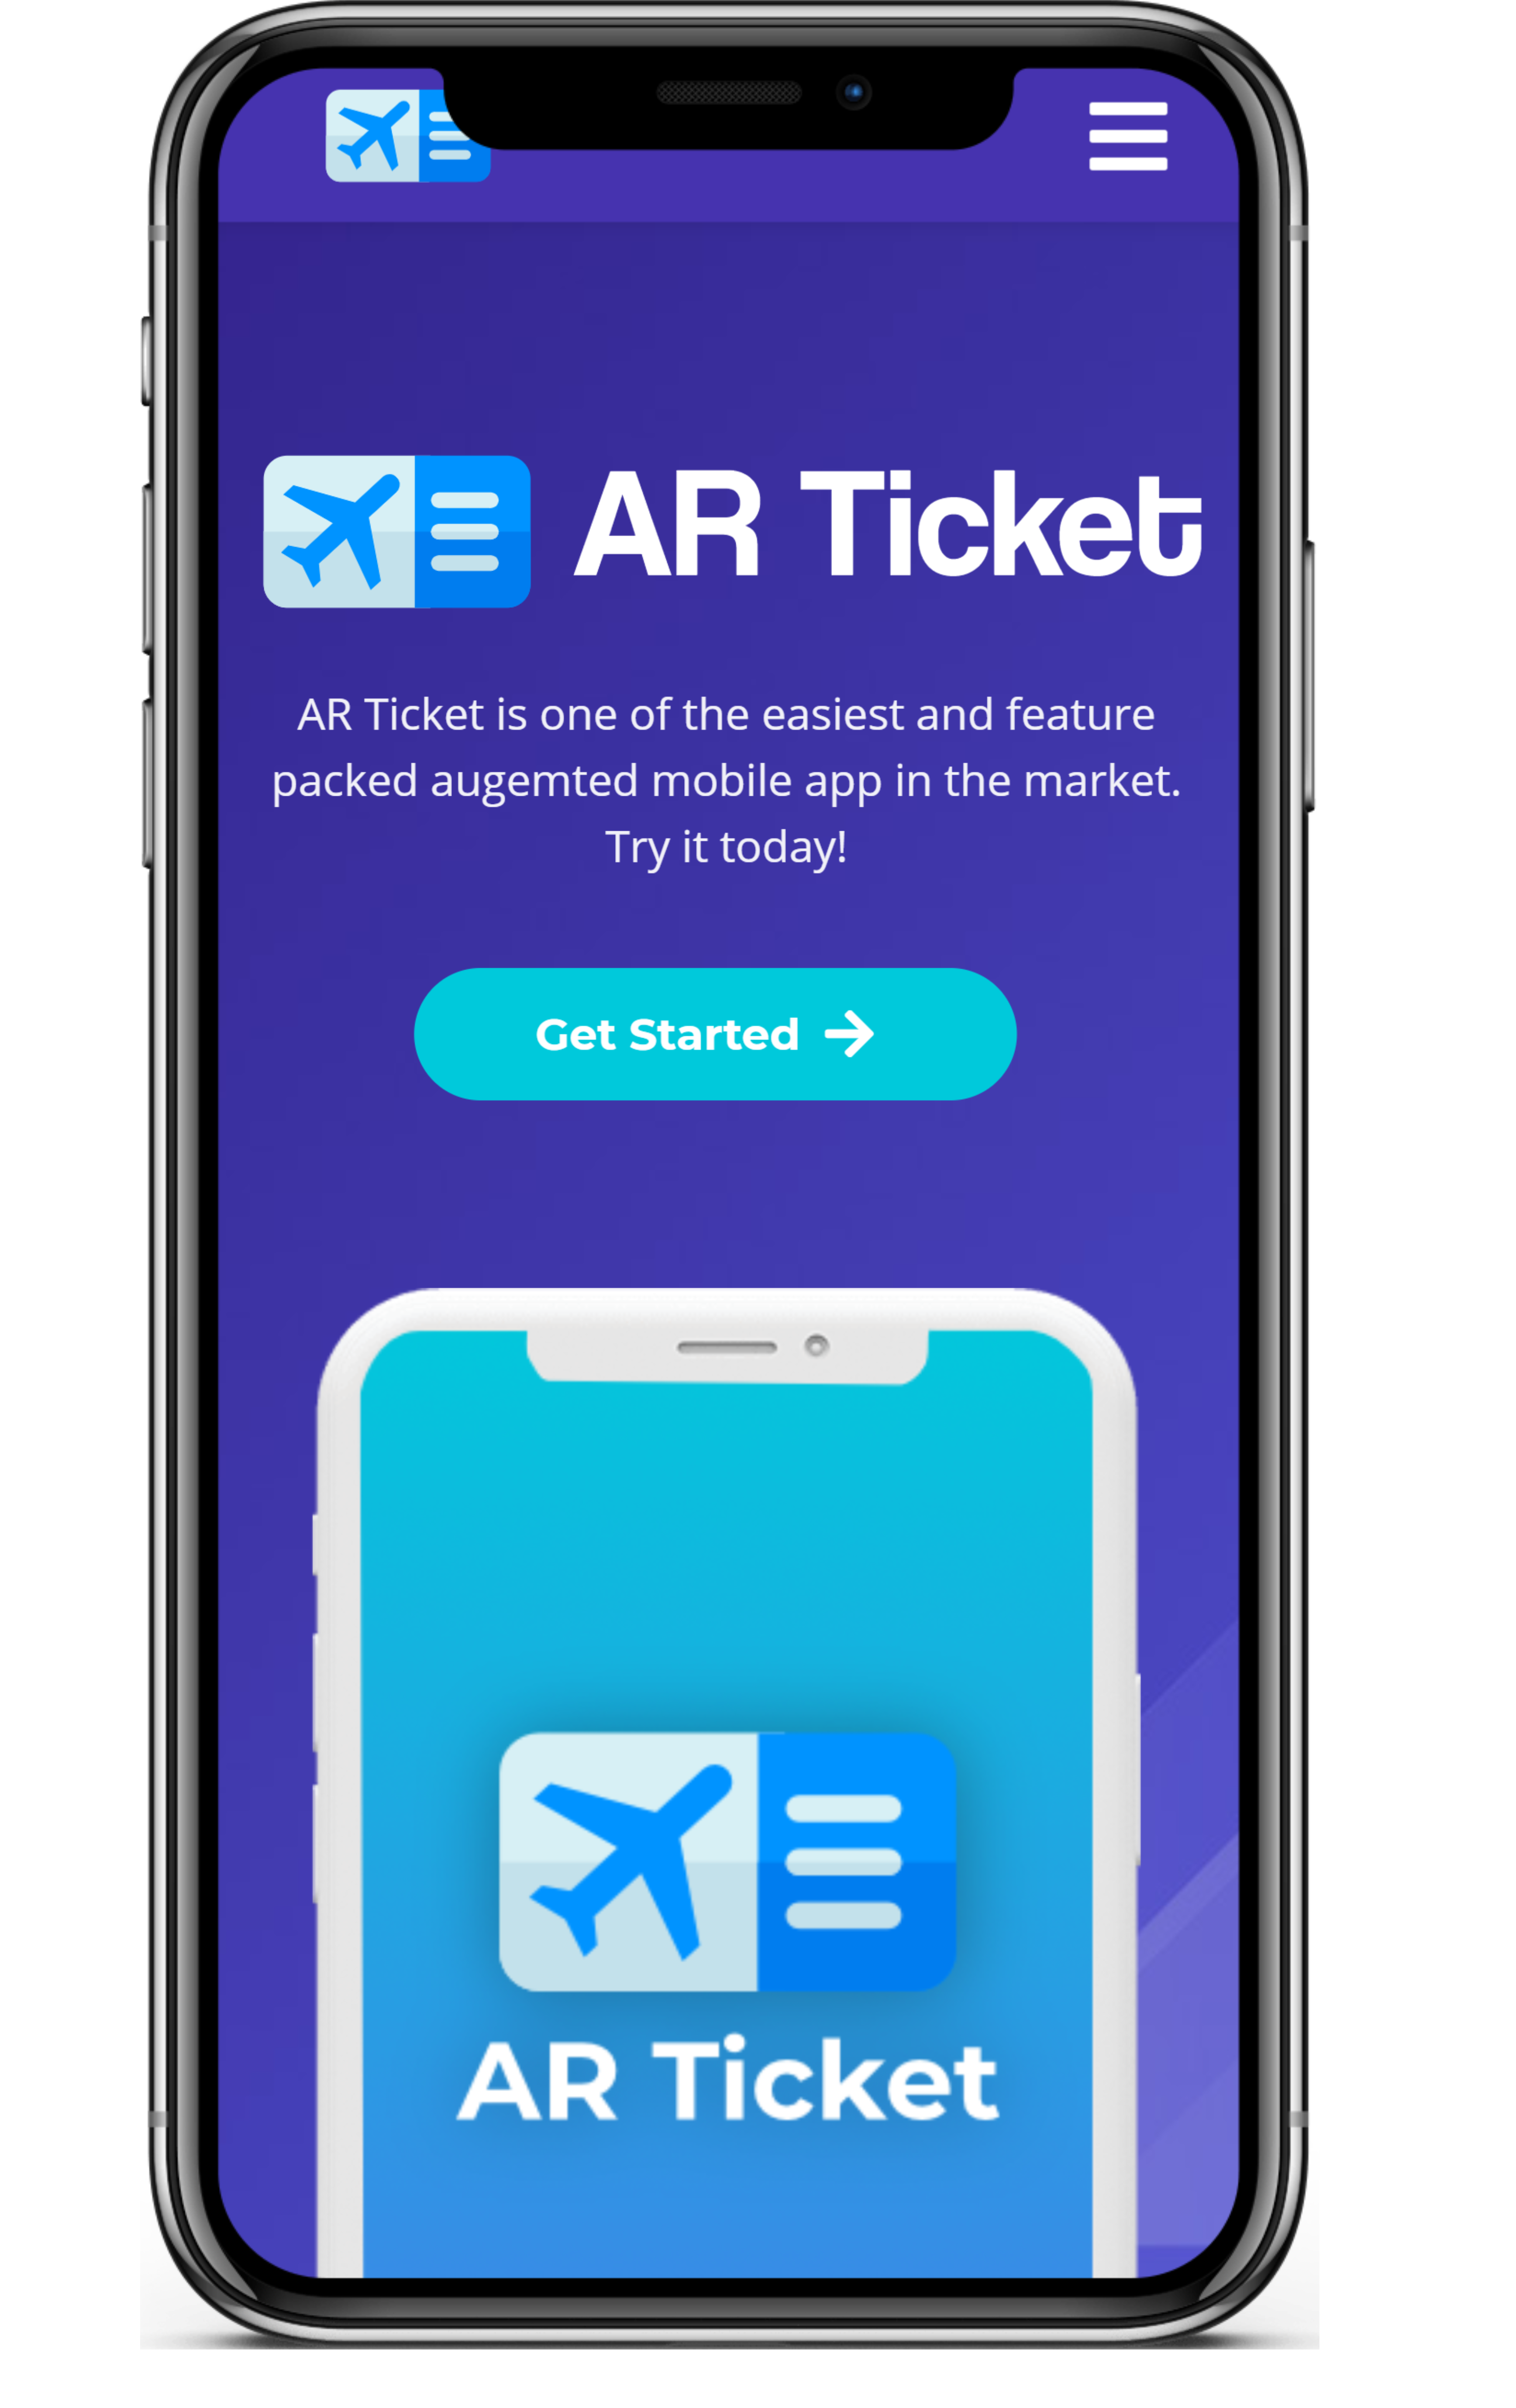 AR Ticket
AR Ticket is one of the easiest and feature
packed augemted mobile app in the market.
Try it today!
Get Started
AR Ticket